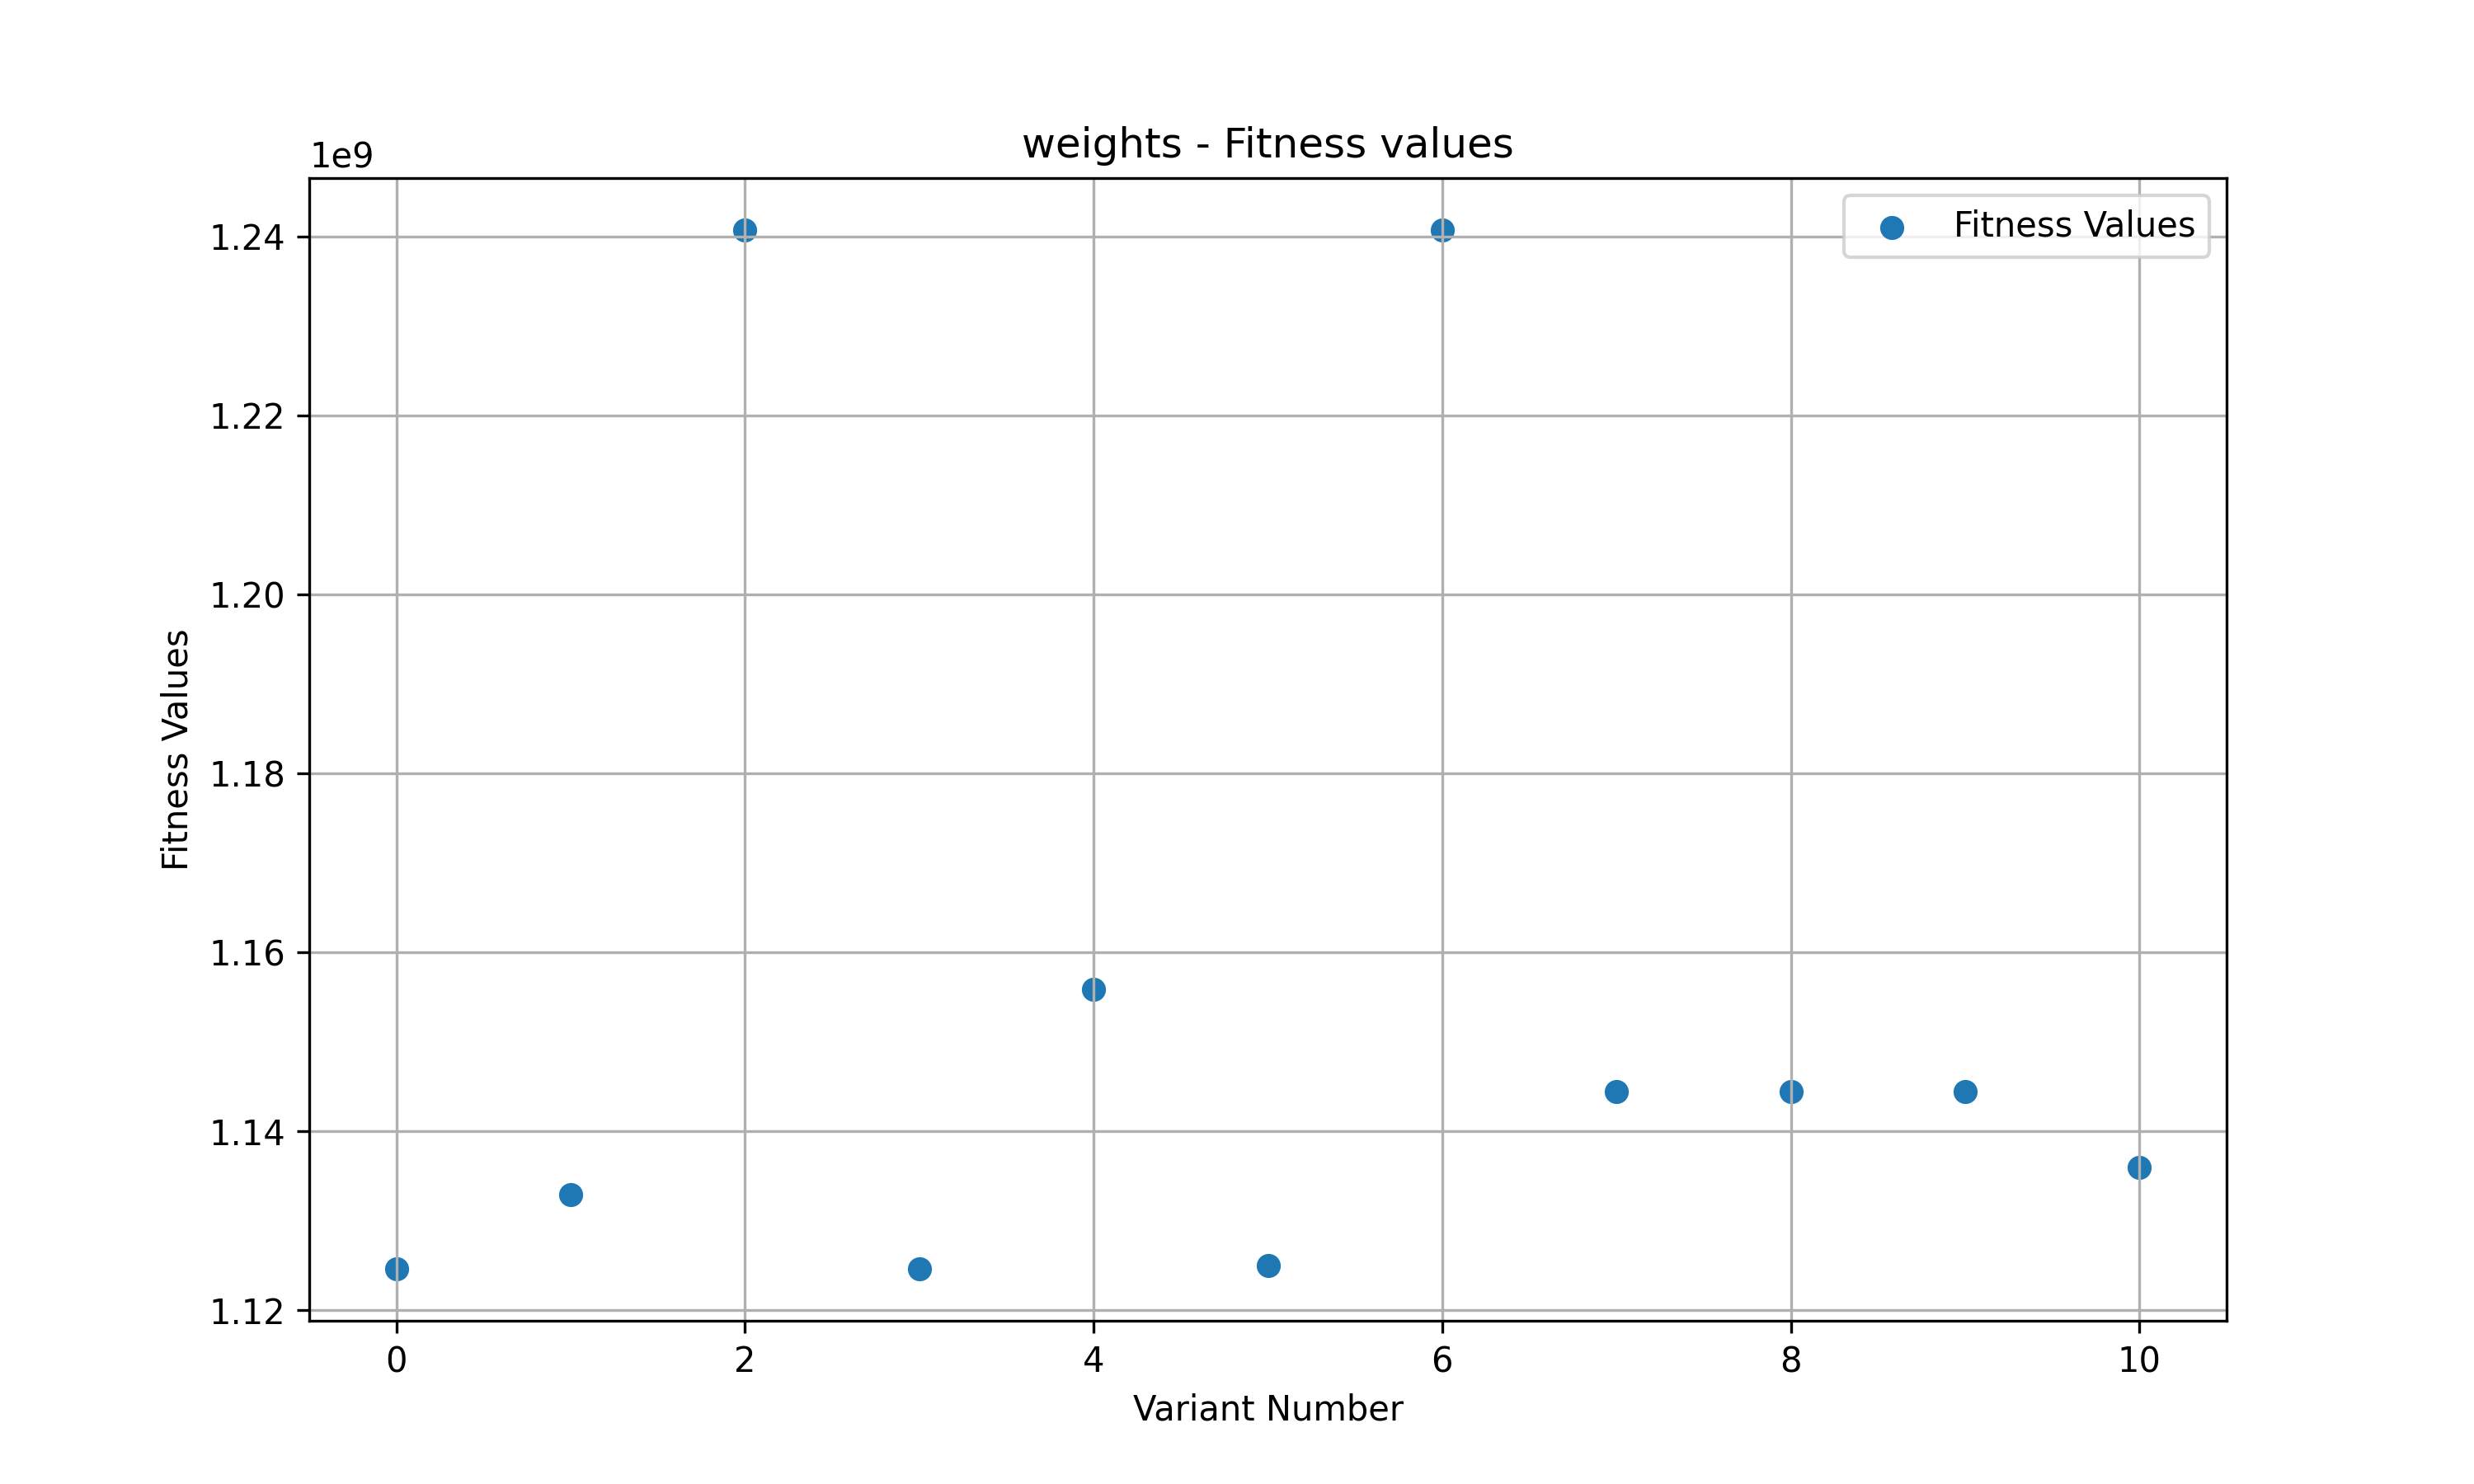 weights - Fitness values
1e9
Fitness Values
1.24
1.22
1.20
1.18
1.16
1.14
1.12
Fitness Values
0 2 4 6 8 10
Variant Number